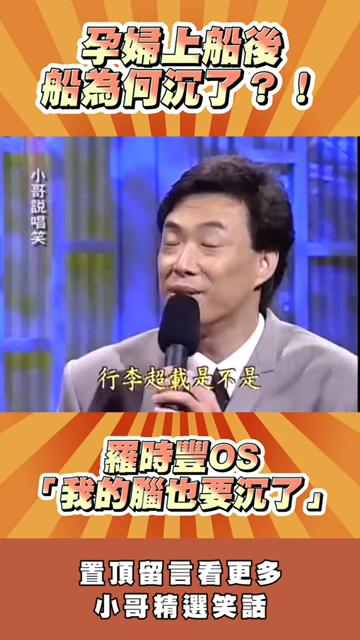 孕婦上船後
船為何沉了？！
小哥說唱笑
行李超載是不是
羅時豐OS
「我的腦也要沉了」
置頂留言看更多
小哥精選笑話